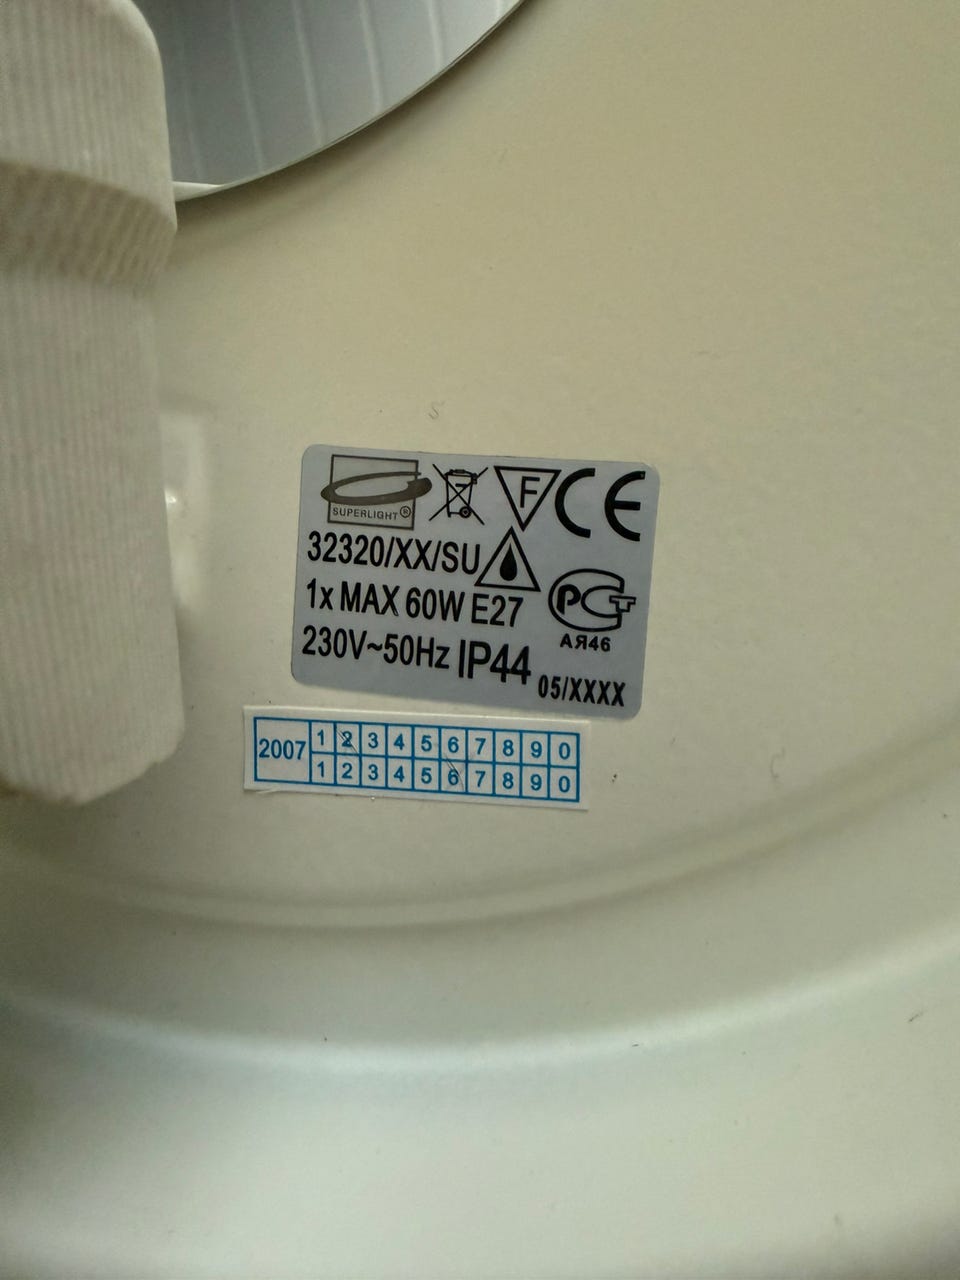 SUPERLIGHT®
F CE
32320/XX/SU
1x MAX 60W E27
РСТ
АЯ46
230V~50Hz IP44
05/XXXX
2007 1 2 3 4 5 6 7 8 9 0
1 2 3 4 5 6 7 8 9 0